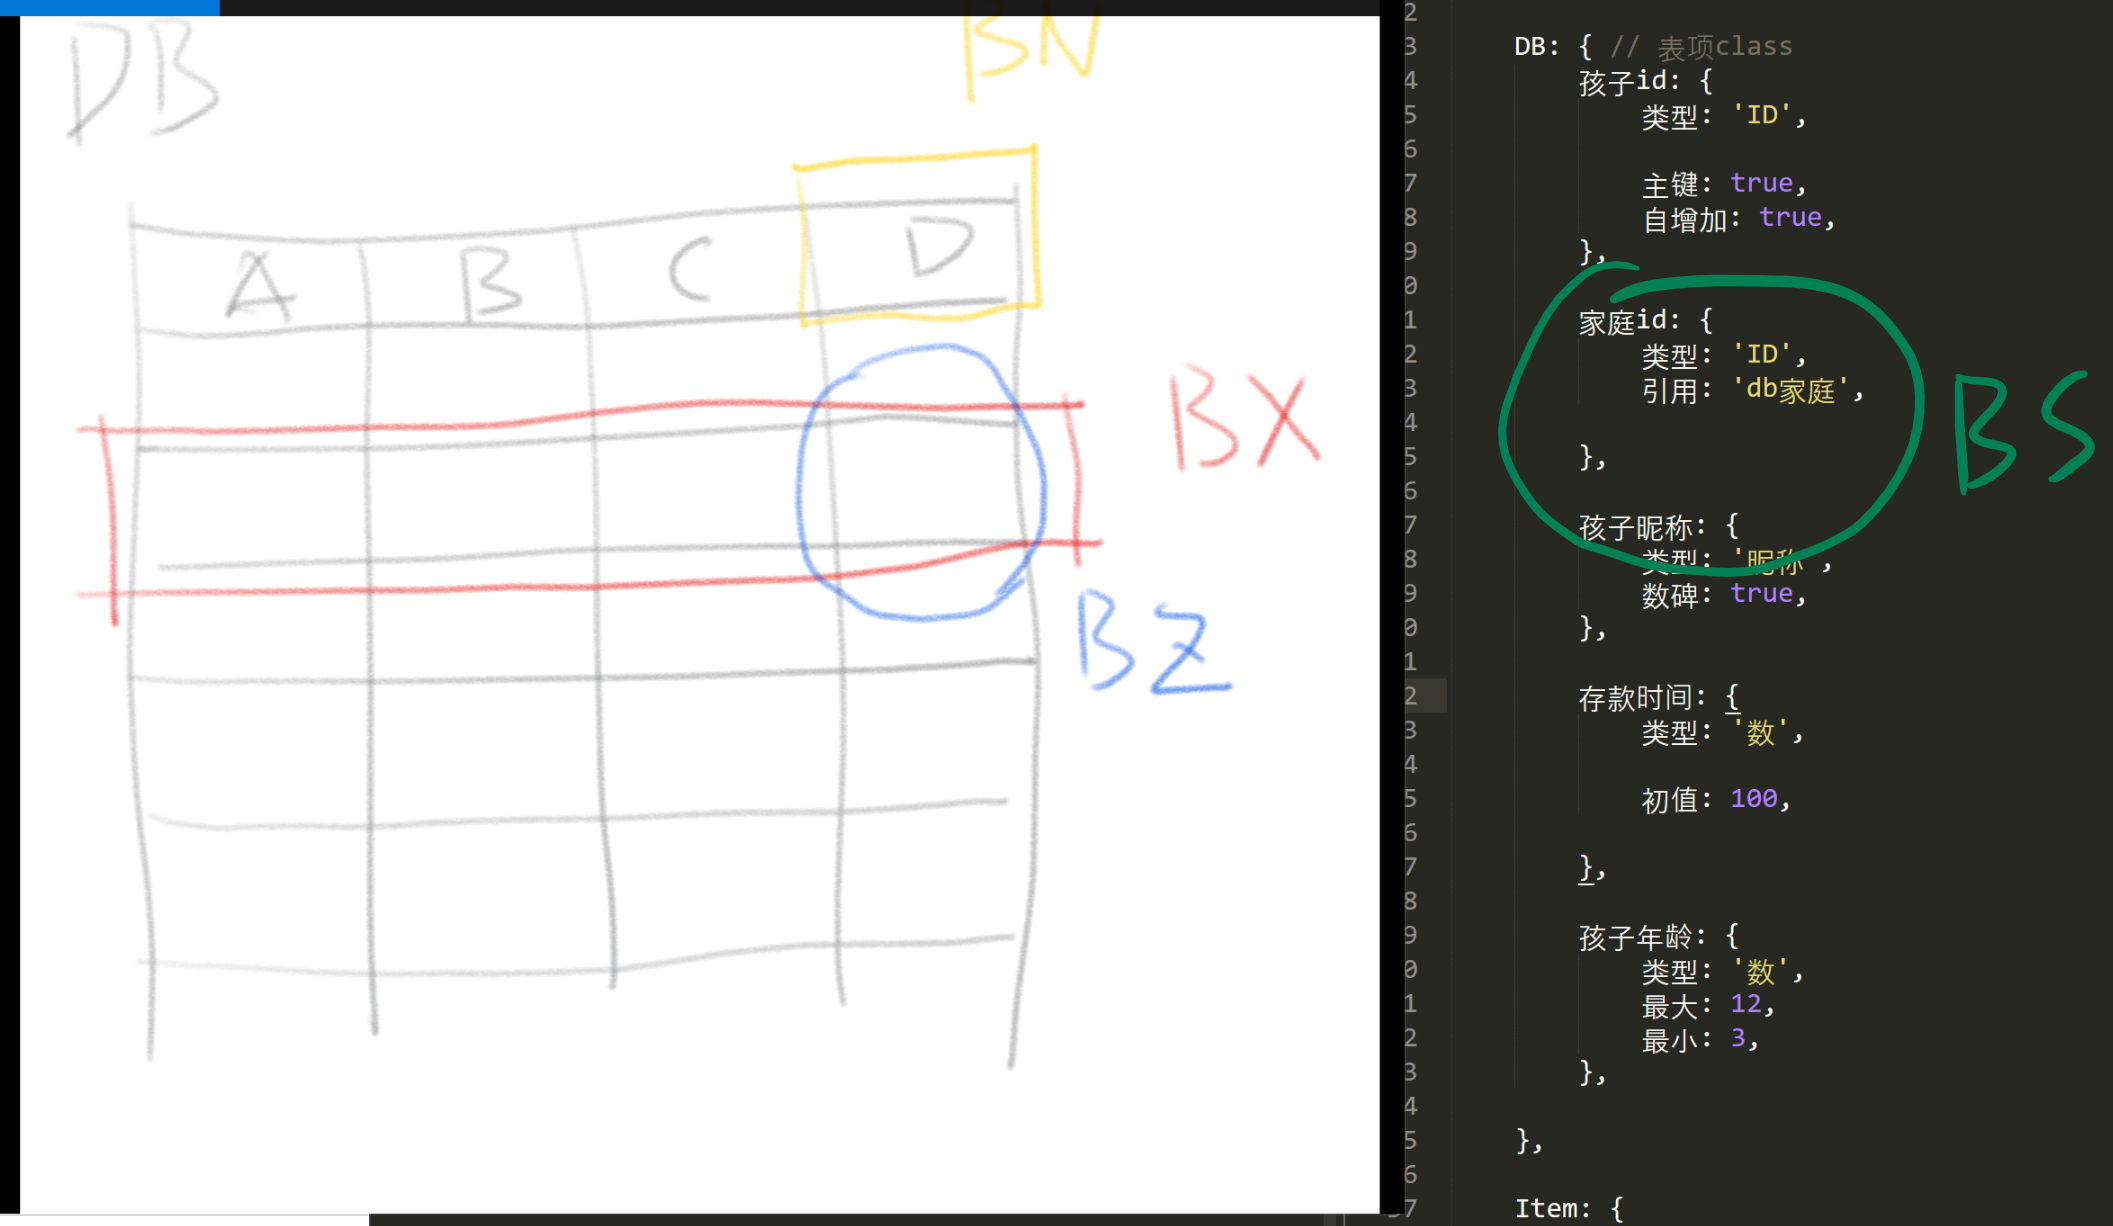 DB
BN
A B C D
BX
BZ
2
3 DB: { // 表项class
4 孩子id: {
5 类型: 'ID',
6
7 主键: true,
8 自增加: true,
9 },
0
1 家庭id: {
2 类型: 'ID',
3 引用: 'db家庭',
4
5 },
6
7 孩子昵称: {
8 类型: '昵称',
9 数碑: true,
0 },
1
2 存款时间: {
3 类型: '数',
4
5 初值: 100,
6
7 },
8
9 孩子年龄: {
0 类型: '数',
1 最大: 12,
2 最小: 3,
3 },
4
5 },
6
7 Item: {
BS